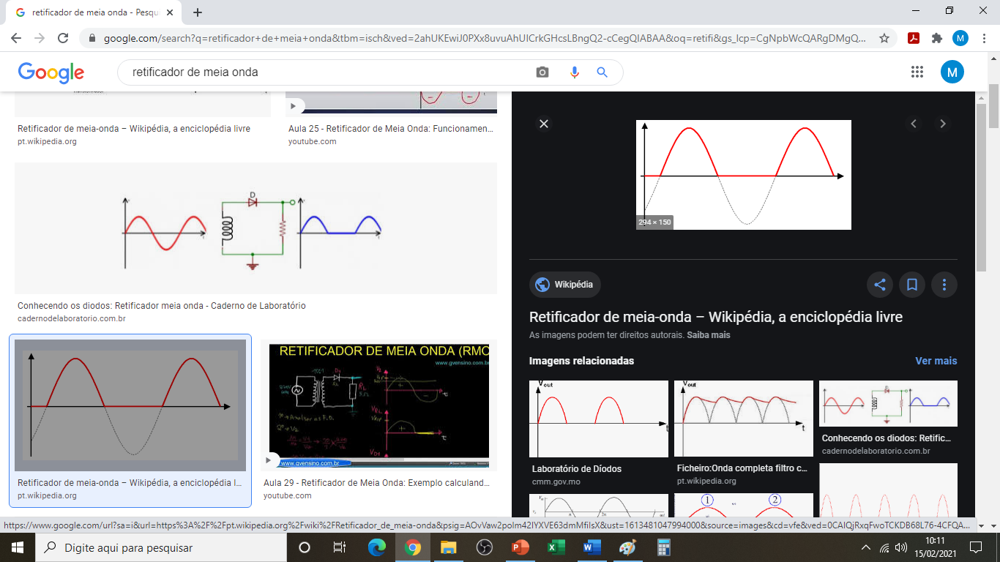 retificador de meia onda - Pesqu
google.com/search?q=retificador+de+meia+onda&tbm=isch&ved=2ahUKEwiJ0PXx8uvuAhUICrkGHcsLBngQ2-cCegQIABAA&oq=retifi&gs_lcp=CgNpbWcQARgDMgQ...
M
Google
retificador de meia onda
M
Retificador de meia-onda – Wikipédia, a enciclopédia livre
pt.wikipedia.org
Aula 25 - Retificador de Meia Onda: Funcionamen...
youtube.com
D
Conhecendo os diodos: Retificador meia onda - Caderno de Laboratório
cadernodelaboratorio.com.br
Retificador de meia-onda – Wikipédia, a enciclopédia l...
pt.wikipedia.org
RETIFICADOR DE MEIA ONDA (RMO
www.gvensino.com.b
www.gvensino.com.br
Aula 29 - Retificador de Meia Onda: Exemplo calculand...
youtube.com
294 × 150
Wikipédia
Retificador de meia-onda – Wikipédia, a enciclopédia livre
As imagens podem ter direitos autorais. Saiba mais
Imagens relacionadas
Ver mais
Vout
t
Laboratório de Díodos
cmm.gov.mo
Vout
t
Ficheiro:Onda completa filtro c...
pt.wikipedia.org
Conhecendo os diodos: Retific...
cadernodelaboratorio.com.br
1
2
https://www.google.com/url?sa=i&url=https%3A%2F%2Fpt.wikipedia.org%2Fwiki%2FRetificador_de_meia-onda&psig=AOvVaw2poIm42IYXVE63dmMfiIsX&ust=1613481047994000&source=images&cd=vfe&ved=0CAIQjRxqFwoTCKDB68L76-4CFQA...
Digite aqui para pesquisar
10:11
15/02/2021